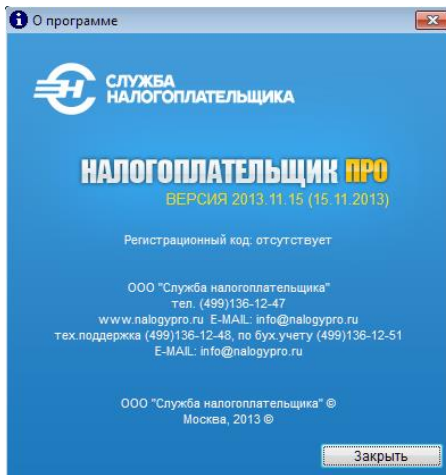 О программе
СЛУЖБА
НАЛОГОПЛАТЕЛЬЩИКА
НАЛОГОПЛАТЕЛЬЩИК ПРО
ВЕРСИЯ 2013.11.15 (15.11.2013)
Регистрационный код: отсутствует
ООО "Служба налогоплательщика"
тел. (499)136-12-47
www.nalogypro.ru E-MAIL: info@nalogypro.ru
тех.поддержка (499)136-12-48, по бух.учету (499)136-12-51
E-MAIL: info@nalogypro.ru
ООО "Служба налогоплательщика" ©
Москва, 2013 ©
Закрыть